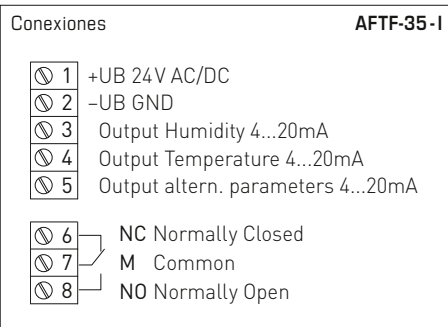 Conexiones AFTF-35-I
1 +UB 24V AC/DC
2 –UB GND
3 Output Humidity 4...20mA
4 Output Temperature 4...20mA
5 Output altern. parameters 4...20mA
6 NC Normally Closed
7 M Common
8 NO Normally Open